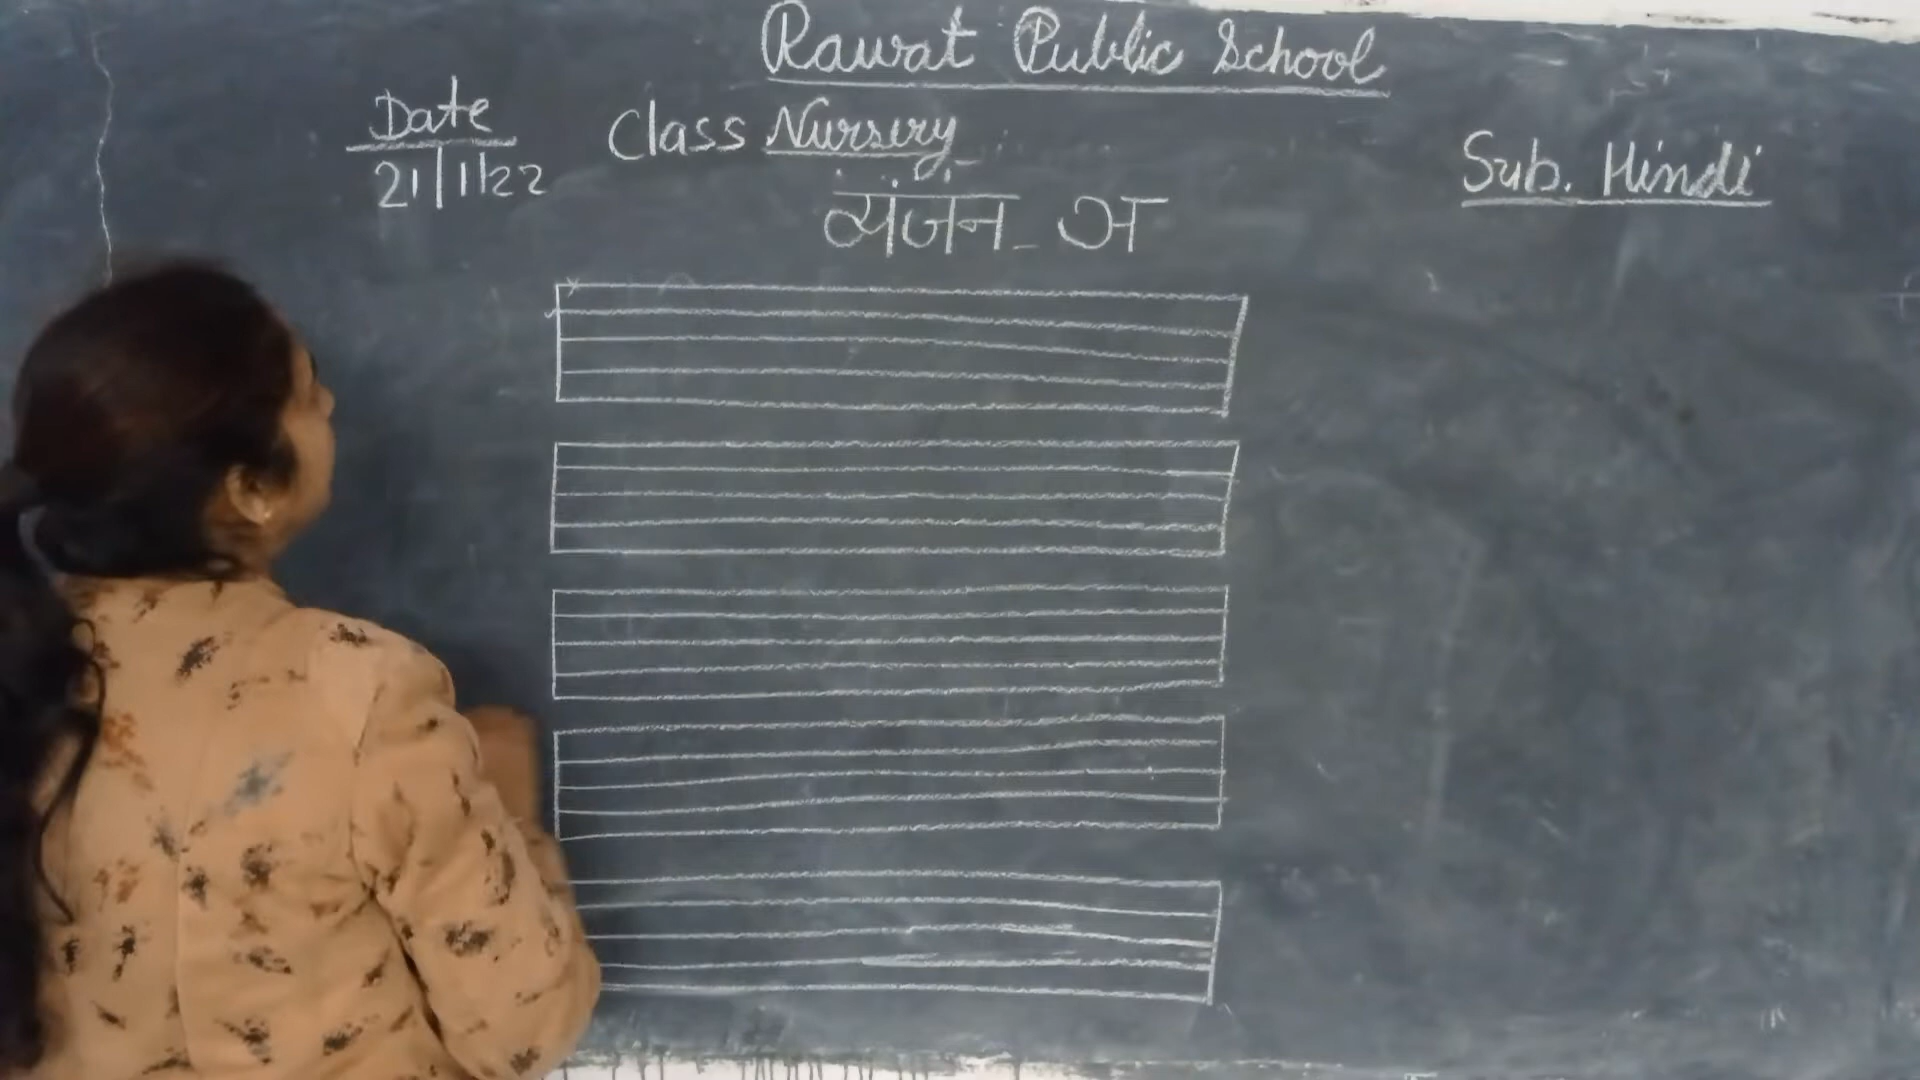 Rawat Public School
Date
21/1/22
Class Nursery
Sub. Hindi
व्यंजन - ञ